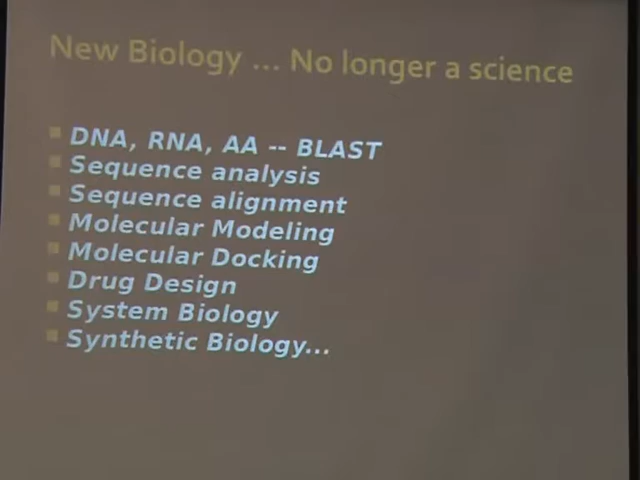 New Biology ... No longer a science
DNA, RNA, AA -- BLAST
Sequence analysis
Sequence alignment
Molecular Modeling
Molecular Docking
Drug Design
System Biology
Synthetic Biology...